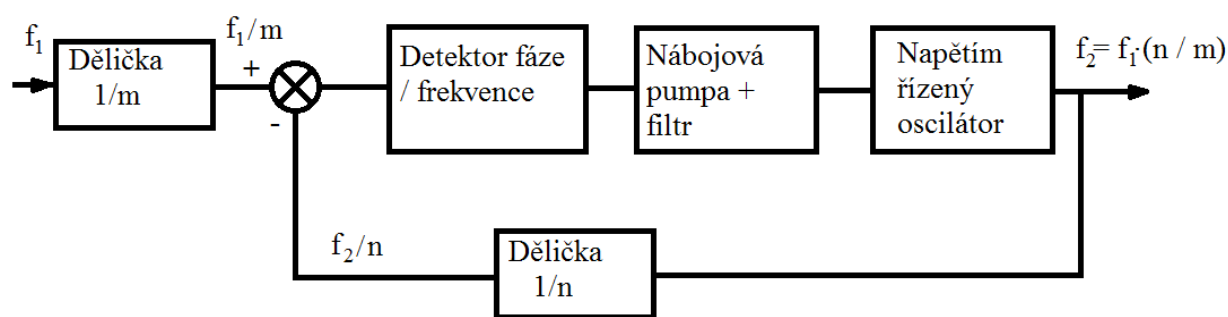 f₁
Dělička
1/m
f₁/m
+
-
Detektor fáze
/ frekvence
Nábojová
pumpa +
filtr
Napětím
řízený
oscilátor
f₂= f₁·(n / m)
f₂/n
Dělička
1/n